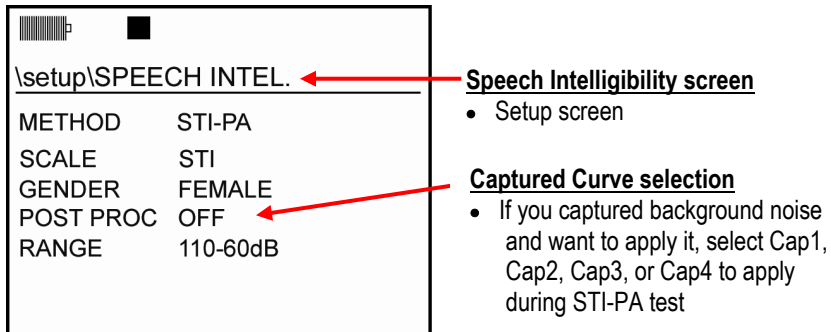 \setup\SPEECH INTEL.
METHOD STI-PA
SCALE STI
GENDER FEMALE
POST PROC OFF
RANGE 110-60dB
Speech Intelligibility screen
• Setup screen
Captured Curve selection
• If you captured background noise
and want to apply it, select Cap1,
Cap2, Cap3, or Cap4 to apply
during STI-PA test